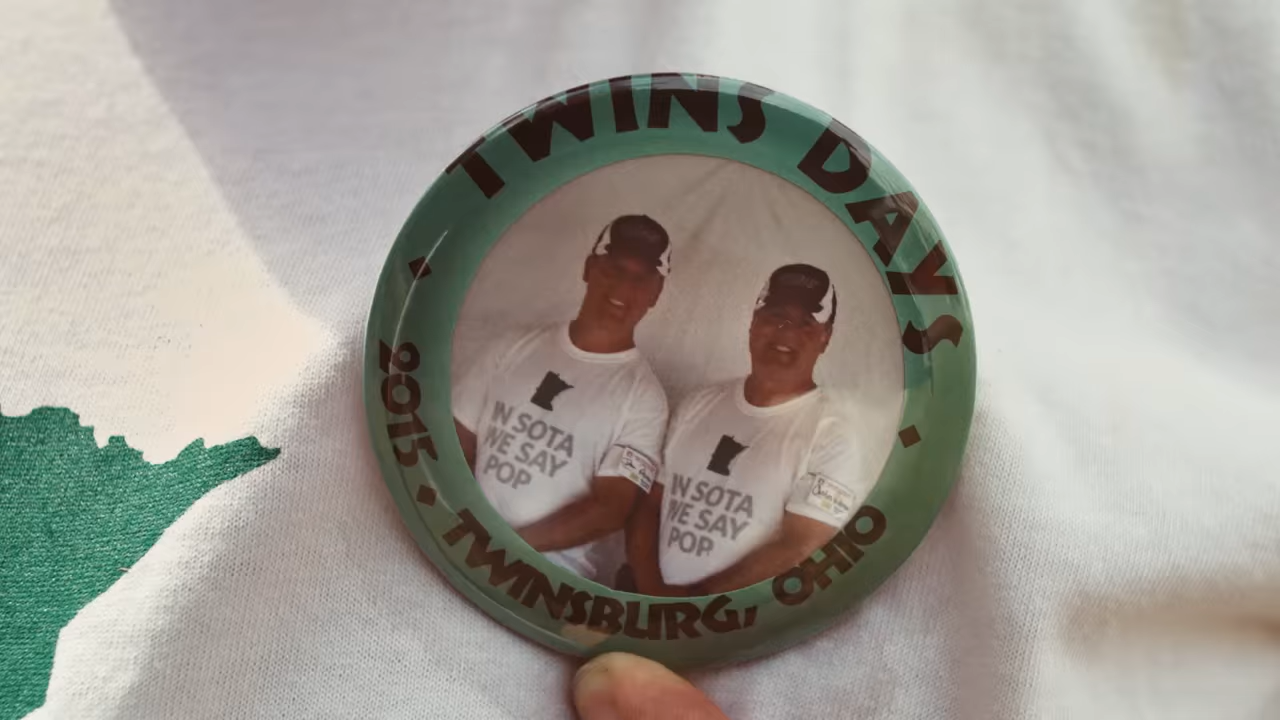 TWINS DAYS
2015
TWINSBURG, OHIO
IN SOTA
WE SAY
POP
IN SOTA
WE SAY
POP